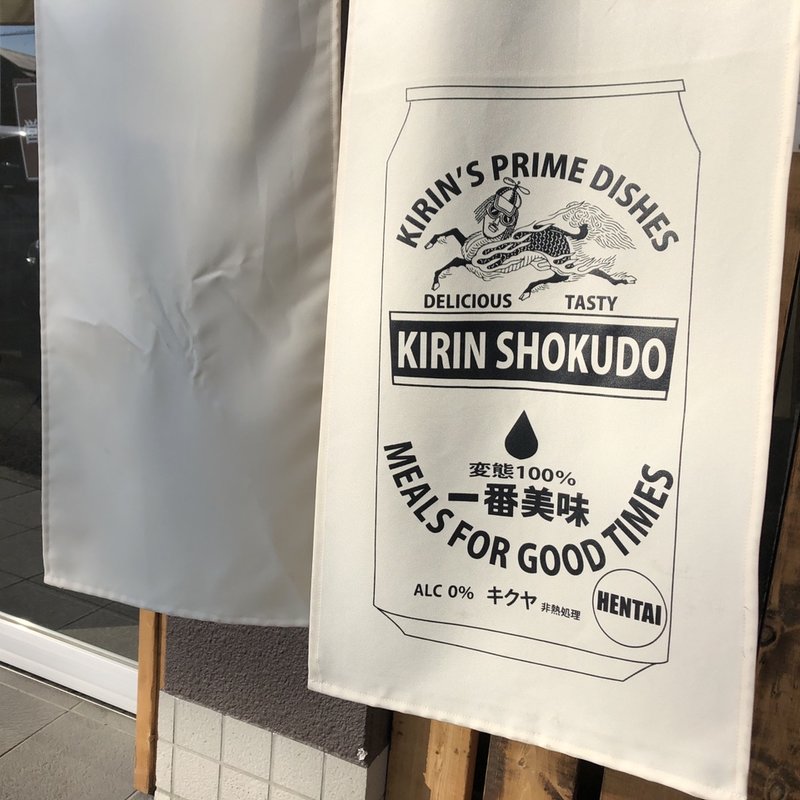 KIRIN'S PRIME DISHES
DELICIOUS TASTY
KIRIN SHOKUDO
変態100%
一番美味
MEALS FOR GOOD TIMES
ALC 0% キクヤ 非熱処理
HENTAI